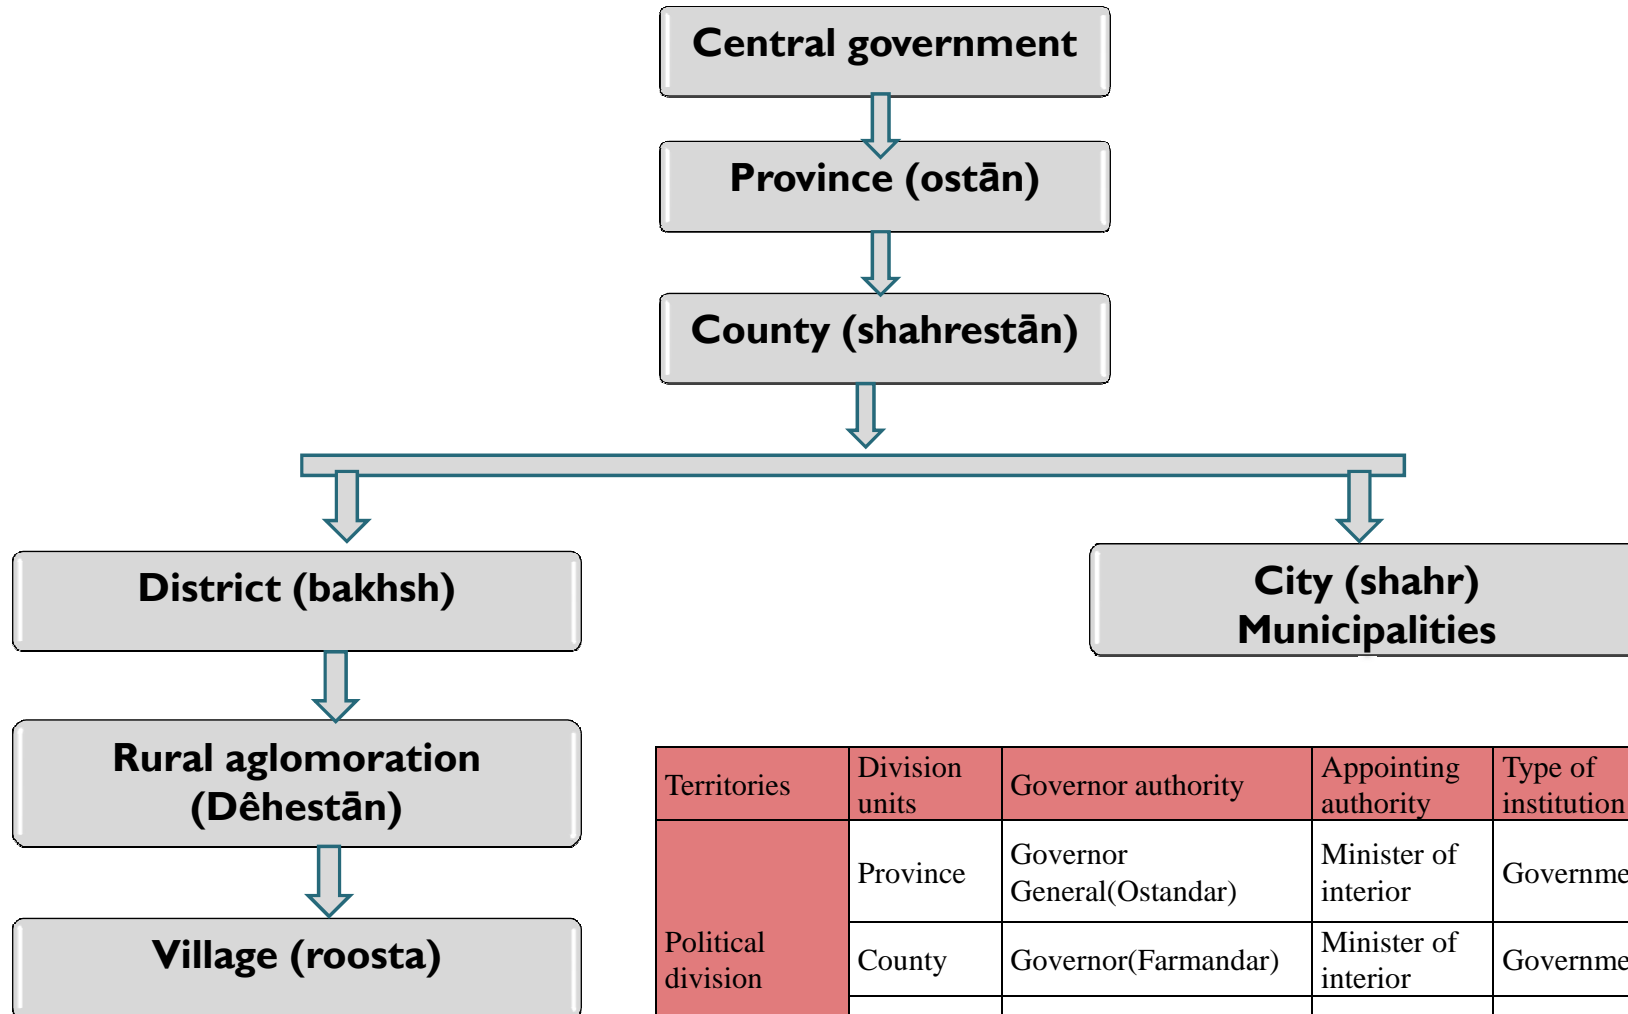 Central government
Province (ostān)
County (shahrestān)
District (bakhsh)
City (shahr)
Municipalities
Rural aglomoration
(Dêhestān)
Village (roosta)
Territories
Division
units
Governor authority
Appointing
authority
Type of
institution
Political
division
Province
Governor
General(Ostandar)
Minister of
interior
Governme
County
Governor(Farmandar)
Minister of
interior
Governme